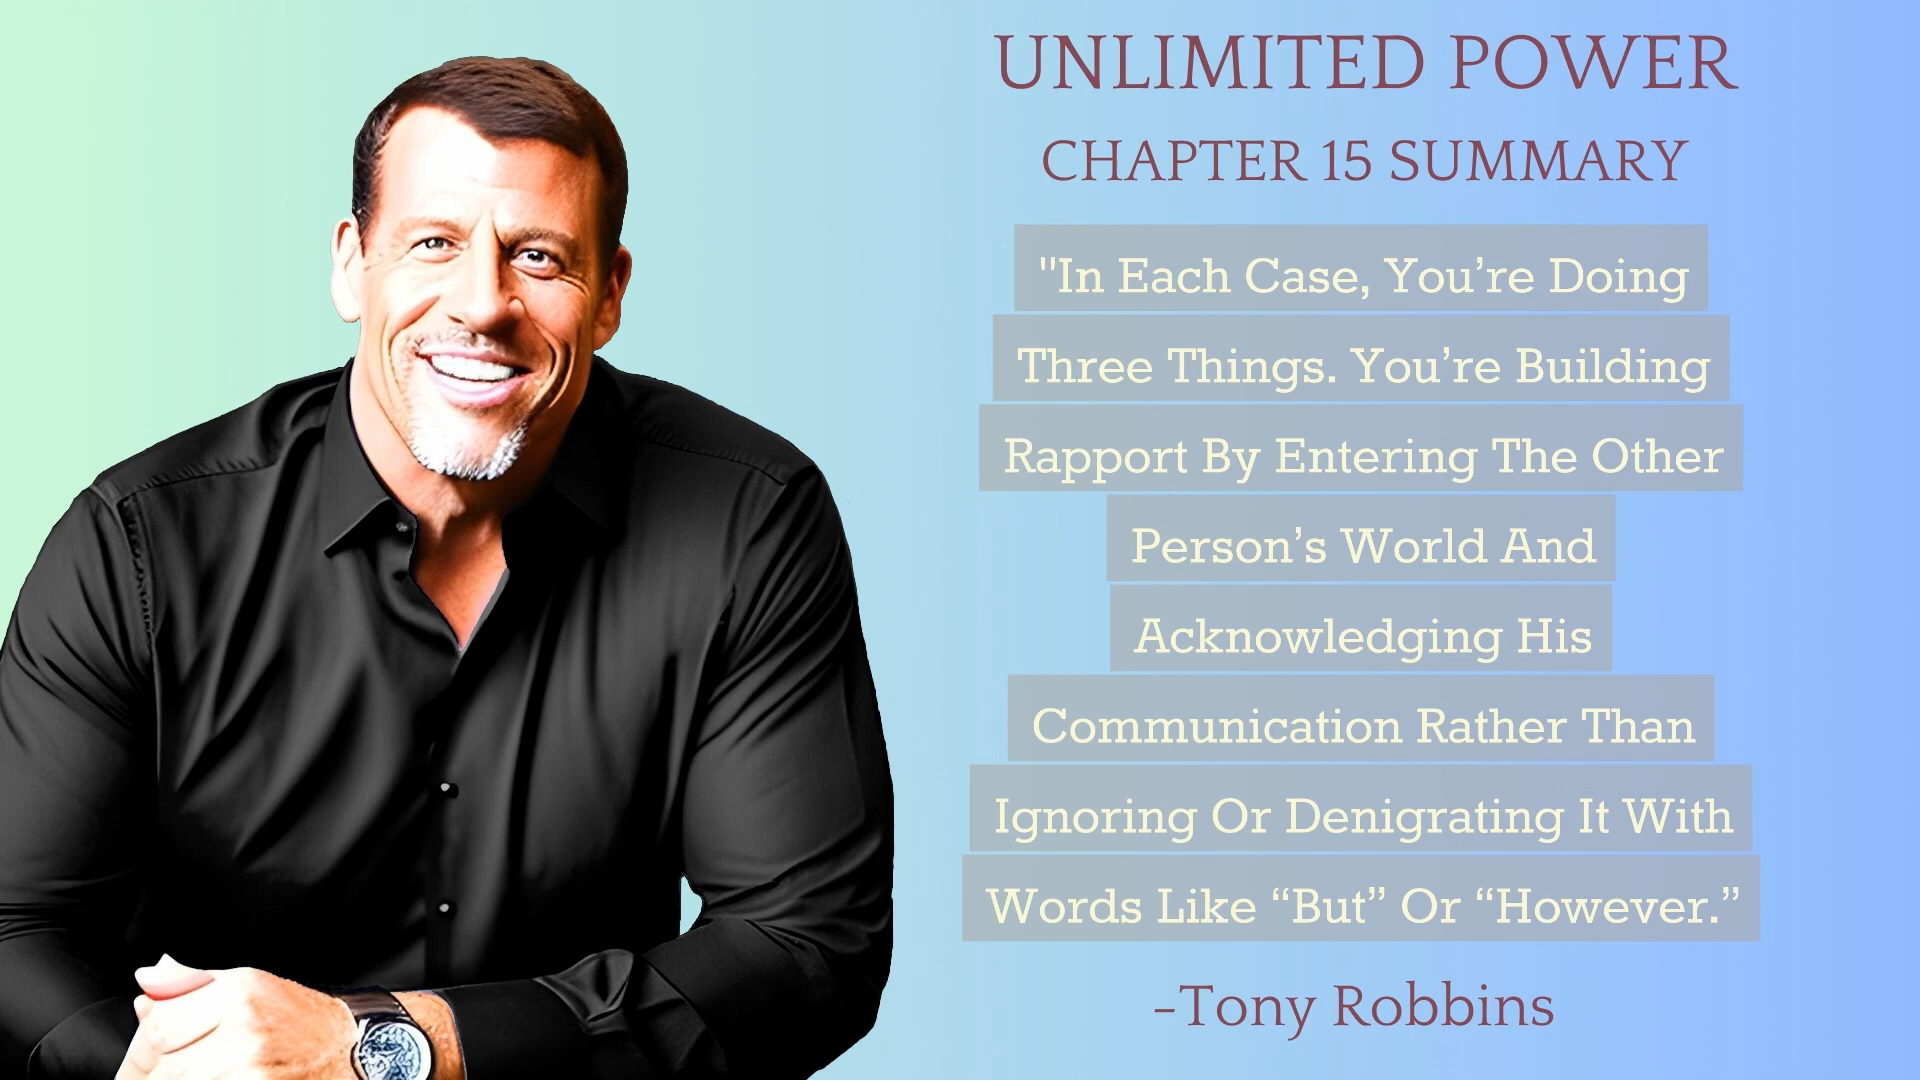 UNLIMITED POWER
CHAPTER 15 SUMMARY
"In Each Case, You’re Doing
Three Things. You’re Building
Rapport By Entering The Other
Person’s World And
Acknowledging His
Communication Rather Than
Ignoring Or Denigrating It With
Words Like “But” Or “However.”
-Tony Robbins